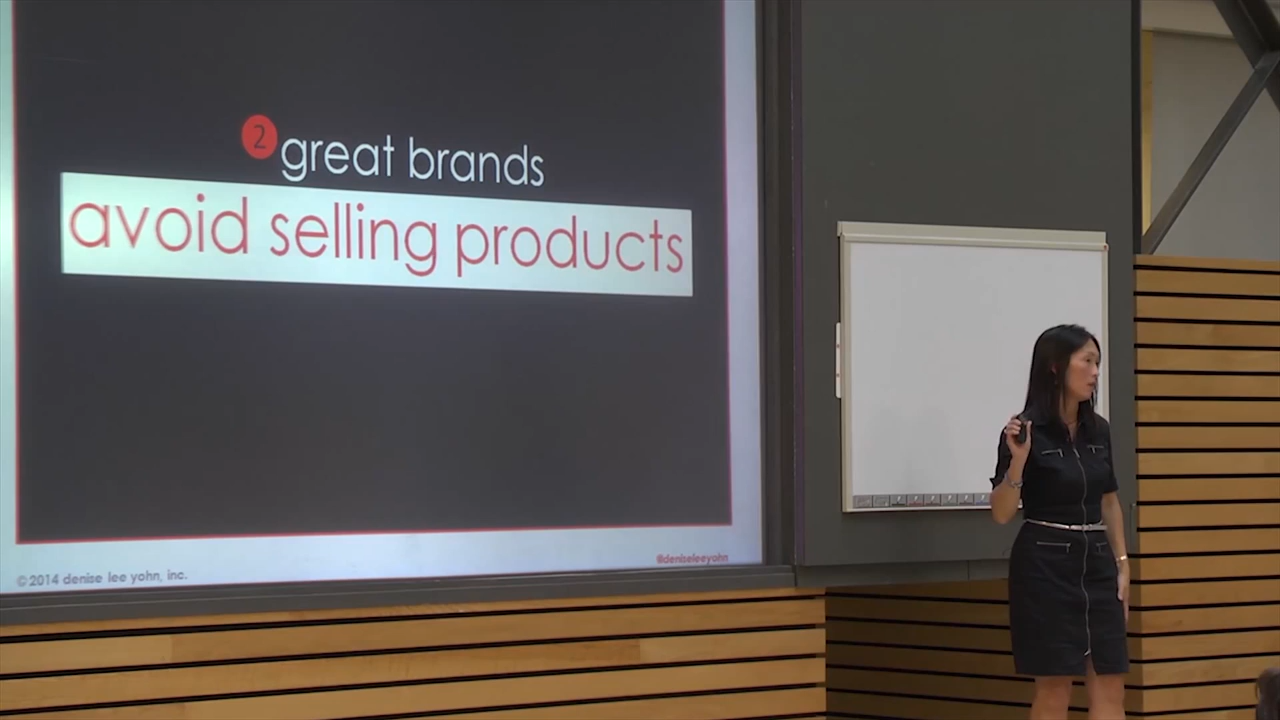 2
great brands
avoid selling products
© 2014 denise lee yohn, inc.
@deniseleeyohn